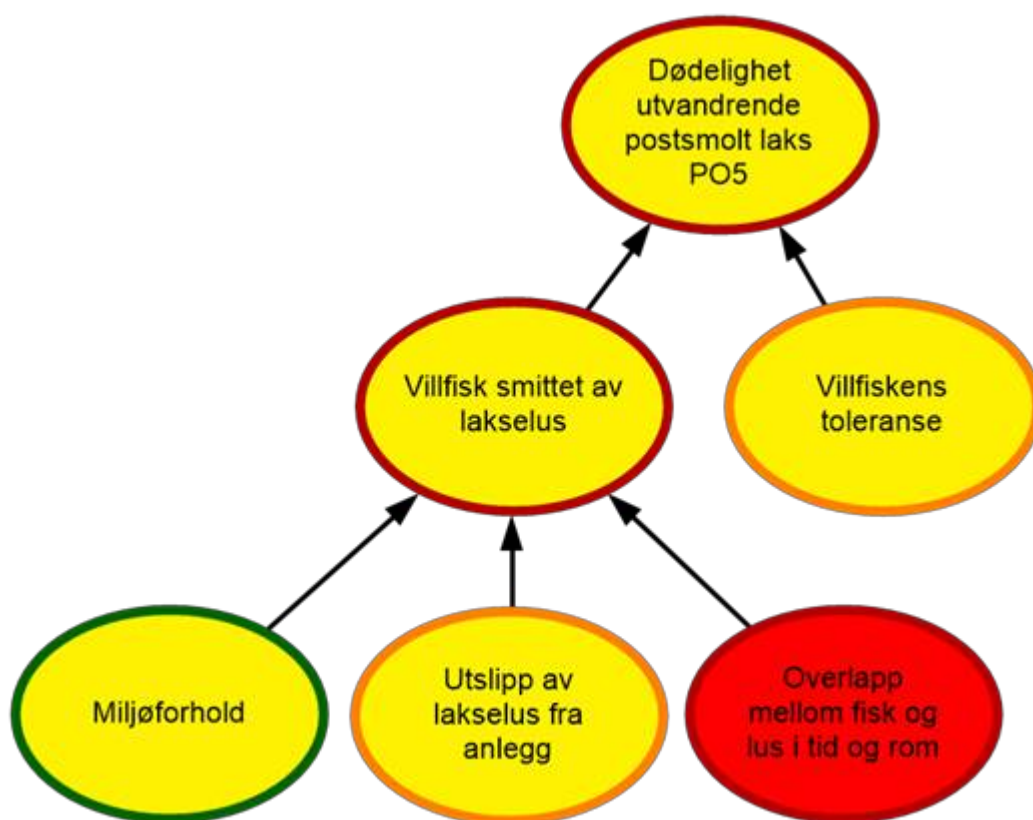 Dødelighet
utvandrende
postsmolt laks
PO5
Villfisk smittet av
lakselus
Villfiskens
toleranse
Miljøforhold
Utslipp av
lakselus fra
anlegg
Overlapp
mellom fisk og
lus i tid og rom